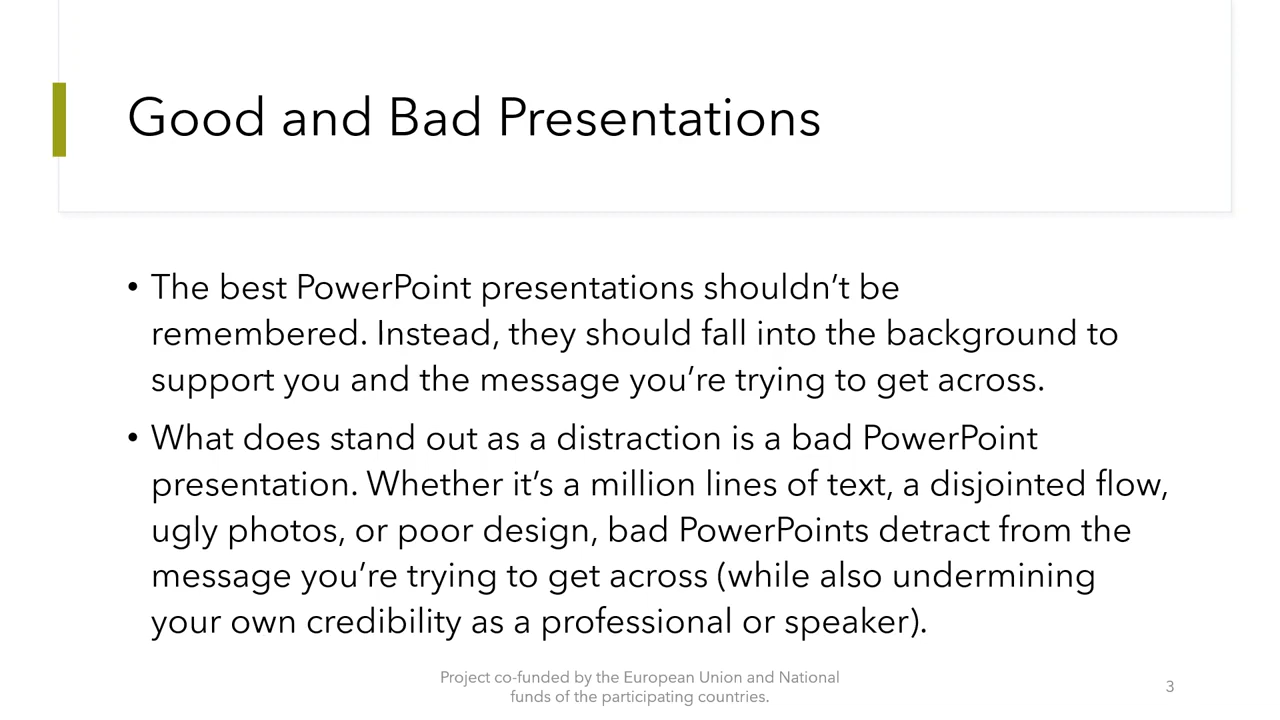 Good and Bad Presentations
• The best PowerPoint presentations shouldn’t be
remembered. Instead, they should fall into the background to
support you and the message you’re trying to get across.
• What does stand out as a distraction is a bad PowerPoint
presentation. Whether it’s a million lines of text, a disjointed flow,
ugly photos, or poor design, bad PowerPoints detract from the
message you’re trying to get across (while also undermining
your own credibility as a professional or speaker).
Project co-funded by the European Union and National
funds of the participating countries.
3